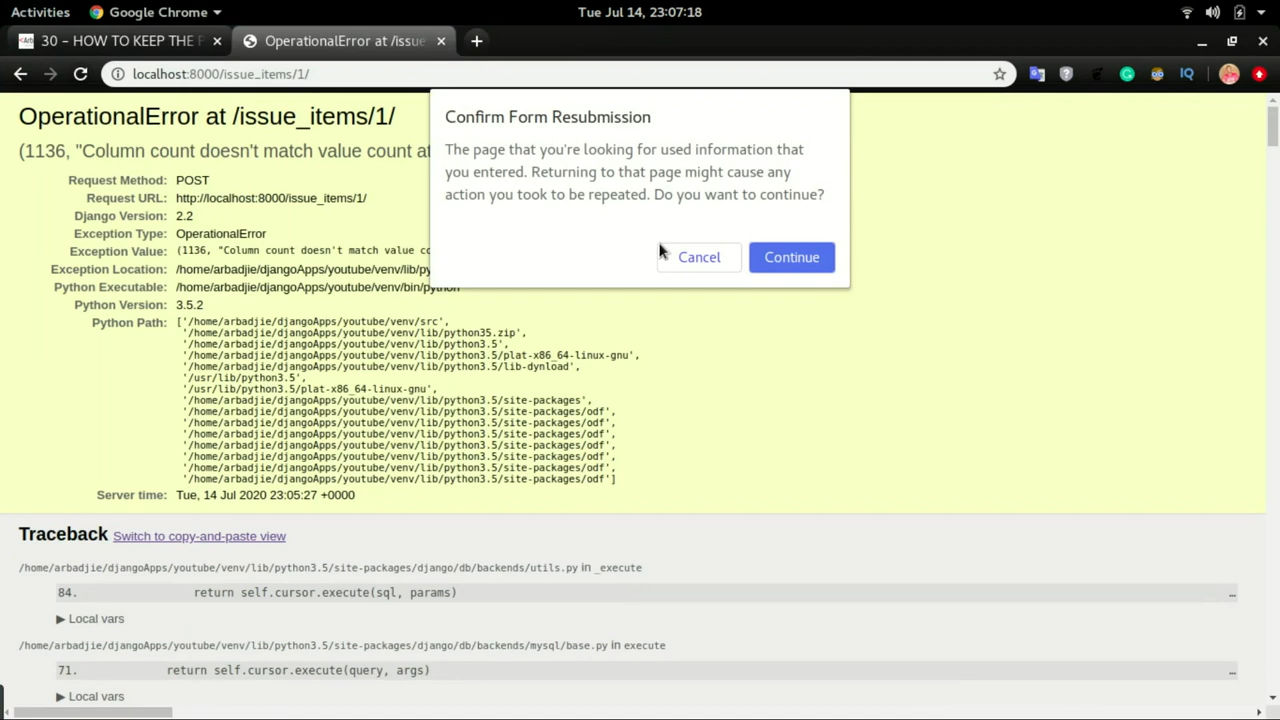 Activities Google Chrome Tue Jul 14, 23:07:18
30 – HOW TO KEEP THE
OperationalError at /issue
localhost:8000/issue_items/1/
IQ
OperationalError at /issue_items/1/
(1136, "Column count doesn't match value count at
Request Method: POST
Request URL: http://localhost:8000/issue_items/1/
Django Version: 2.2
Exception Type: OperationalError
Exception Value: (1136, "Column count doesn't match value
Exception Location: /home/arbadjie/djangoApps/youtube/venv/lib/py
Python Executable: /home/arbadjie/djangoApps/youtube/venv/bin/python
Python Version: 3.5.2
Python Path: ['/home/arbadjie/djangoApps/youtube/venv/src',
'/home/arbadjie/djangoApps/youtube/venv/lib/python35.zip',
'/home/arbadjie/djangoApps/youtube/venv/lib/python3.5',
'/home/arbadjie/djangoApps/youtube/venv/lib/python3.5/plat-x86_64-linux-gnu',
'/home/arbadjie/djangoApps/youtube/venv/lib/python3.5/lib-dynload',
'/usr/lib/python3.5',
'/usr/lib/python3.5/plat-x86_64-linux-gnu',
'/home/arbadjie/djangoApps/youtube/venv/lib/python3.5/site-packages',
'/home/arbadjie/djangoApps/youtube/venv/lib/python3.5/site-packages/odf',
'/home/arbadjie/djangoApps/youtube/venv/lib/python3.5/site-packages/odf',
'/home/arbadjie/djangoApps/youtube/venv/lib/python3.5/site-packages/odf',
'/home/arbadjie/djangoApps/youtube/venv/lib/python3.5/site-packages/odf',
'/home/arbadjie/djangoApps/youtube/venv/lib/python3.5/site-packages/odf',
'/home/arbadjie/djangoApps/youtube/venv/lib/python3.5/site-packages/odf',
'/home/arbadjie/djangoApps/youtube/venv/lib/python3.5/site-packages/odf']
Server time: Tue, 14 Jul 2020 23:05:27 +0000
Confirm Form Resubmission
The page that you're looking for used information that
you entered. Returning to that page might cause any
action you took to be repeated. Do you want to continue?
Cancel Continue
Traceback Switch to copy-and-paste view
/home/arbadjie/djangoApps/youtube/venv/lib/python3.5/site-packages/django/db/backends/utils.py in _execute
84. return self.cursor.execute(sql, params) …
▶ Local vars
/home/arbadjie/djangoApps/youtube/venv/lib/python3.5/site-packages/django/db/backends/mysql/base.py in execute
71. return self.cursor.execute(query, args) …
▶ Local vars